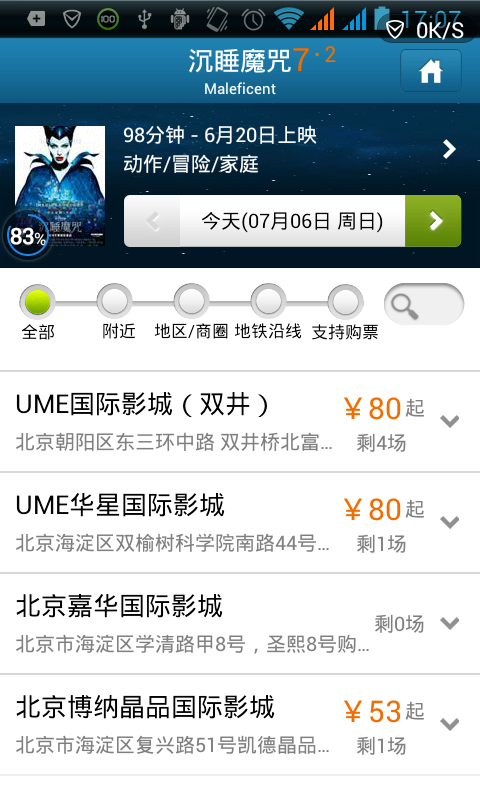 100
17:07
0K/S
沉睡魔咒7.2
Maleficent
98分钟 - 6月20日上映
动作/冒险/家庭
沉睡魔咒
83%
今天(07月06日 周日)
全部
附近
地区/商圈
地铁沿线
支持购票
UME国际影城（双井）
¥80起
北京朝阳区东三环中路 双井桥北富...
剩4场
UME华星国际影城
¥80起
北京海淀区双榆树科学院南路44号...
剩1场
北京嘉华国际影城
剩0场
北京市海淀区学清路甲8号，圣熙8号购...
北京博纳晶品国际影城
¥53起
北京市海淀区复兴路51号凯德晶品...
剩1场